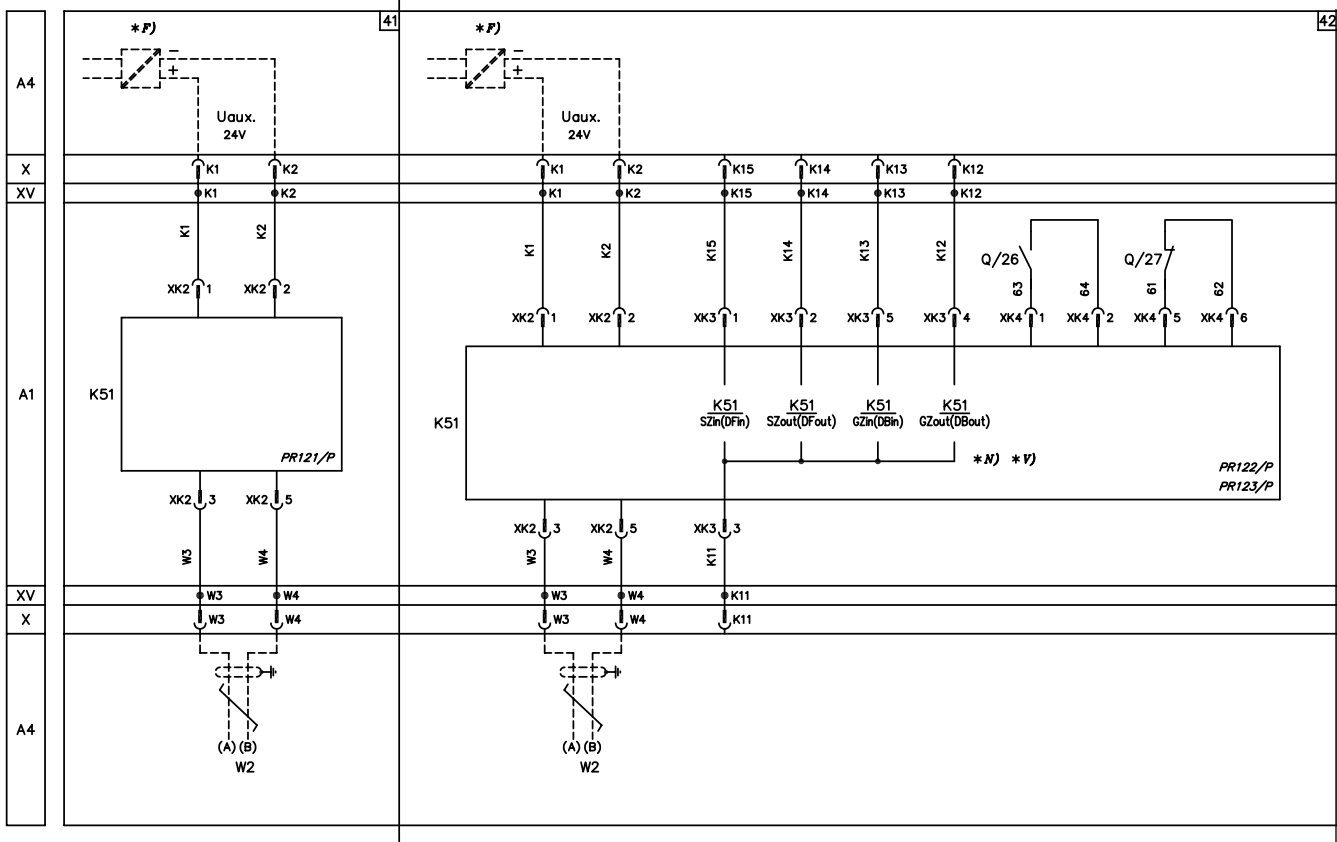 41
42
*F)
*F)
−
+
−
+
A4
Uaux.
24V
Uaux.
24V
X
K1
K2
K1
K2
K15
K14
K13
K12
XV
K1
K2
K1
K2
K15
K14
K13
K12
K1
K2
K1
K2
K15
K14
K13
K12
Q/26
Q/27
63
64
61
62
XK2 1
XK2 2
XK2 1
XK2 2
XK3 1
XK3 2
XK3 5
XK3 4
XK4 1
XK4 2
XK4 5
XK4 6
A1
K51
PR121/P
K51
K51
SZin(DFin)
K51
SZout(DFout)
K51
GZin(DBin)
K51
GZout(DBout)
*N) *V)
PR122/P
PR123/P
XK2 3
XK2 5
XK2 3
XK2 5
XK3 3
W3
W4
W3
W4
K11
XV
W3
W4
W3
W4
K11
X
W3
W4
W3
W4
K11
A4
(A) (B)
W2
(A) (B)
W2